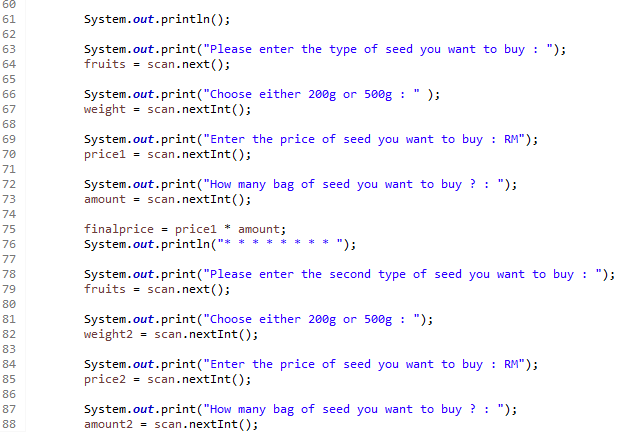 60
61 System.out.println();
62
63 System.out.print("Please enter the type of seed you want to buy : ");
64 fruits = scan.next();
65
66 System.out.print("Choose either 200g or 500g : " );
67 weight = scan.nextInt();
68
69 System.out.print("Enter the price of seed you want to buy : RM");
70 price1 = scan.nextInt();
71
72 System.out.print("How many bag of seed you want to buy ? : ");
73 amount = scan.nextInt();
74
75 finalprice = price1 * amount;
76 System.out.println("* * * * * * * * ");
77
78 System.out.print("Please enter the second type of seed you want to buy : ");
79 fruits = scan.next();
80
81 System.out.print("Choose either 200g or 500g : ");
82 weight2 = scan.nextInt();
83
84 System.out.print("Enter the price of seed you want to buy : RM");
85 price2 = scan.nextInt();
86
87 System.out.print("How many bag of seed you want to buy ? : ");
88 amount2 = scan.nextInt();